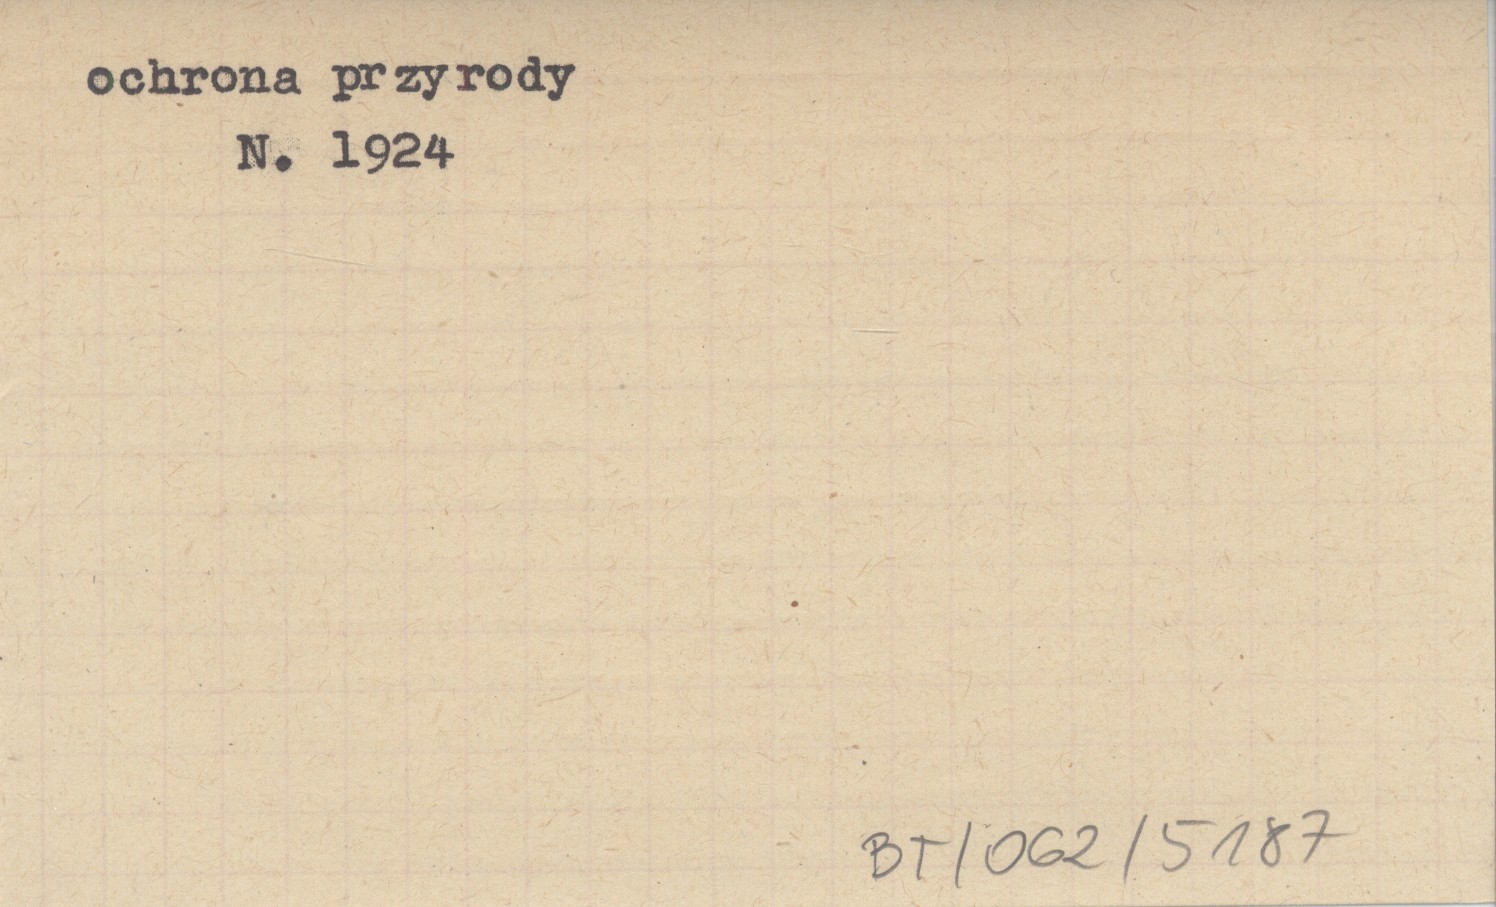 ochrona przyrody
N. 1924
BT/062/5187